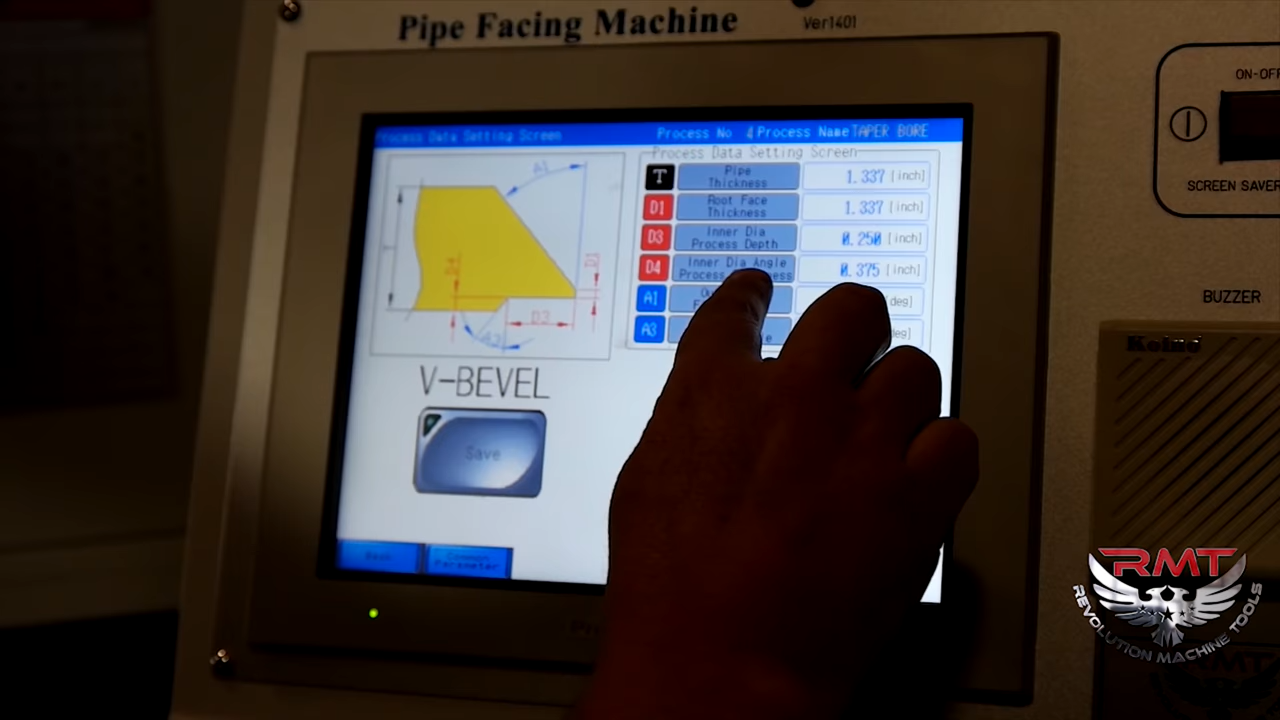 Pipe Facing Machine
Ver1401
Process Data Setting Screen
Process No 4 Process Name TAPER BORE
Process Data Setting Screen
T Pipe Thickness 1.337 [inch]
D1 Root Face Thickness 1.337 [inch]
D3 Inner Dia Process Depth 0.250 [inch]
D4 Inner Dia Angle Process 0.375 [inch]
A1 deg]
A3 deg]
A1
T
D4
D1
D3
A3
V-BEVEL
Save
Back
Common Parameter
ON-OFF
SCREEN SAVER
BUZZER
RMT
REVOLUTION MACHINE TOOLS
RMT